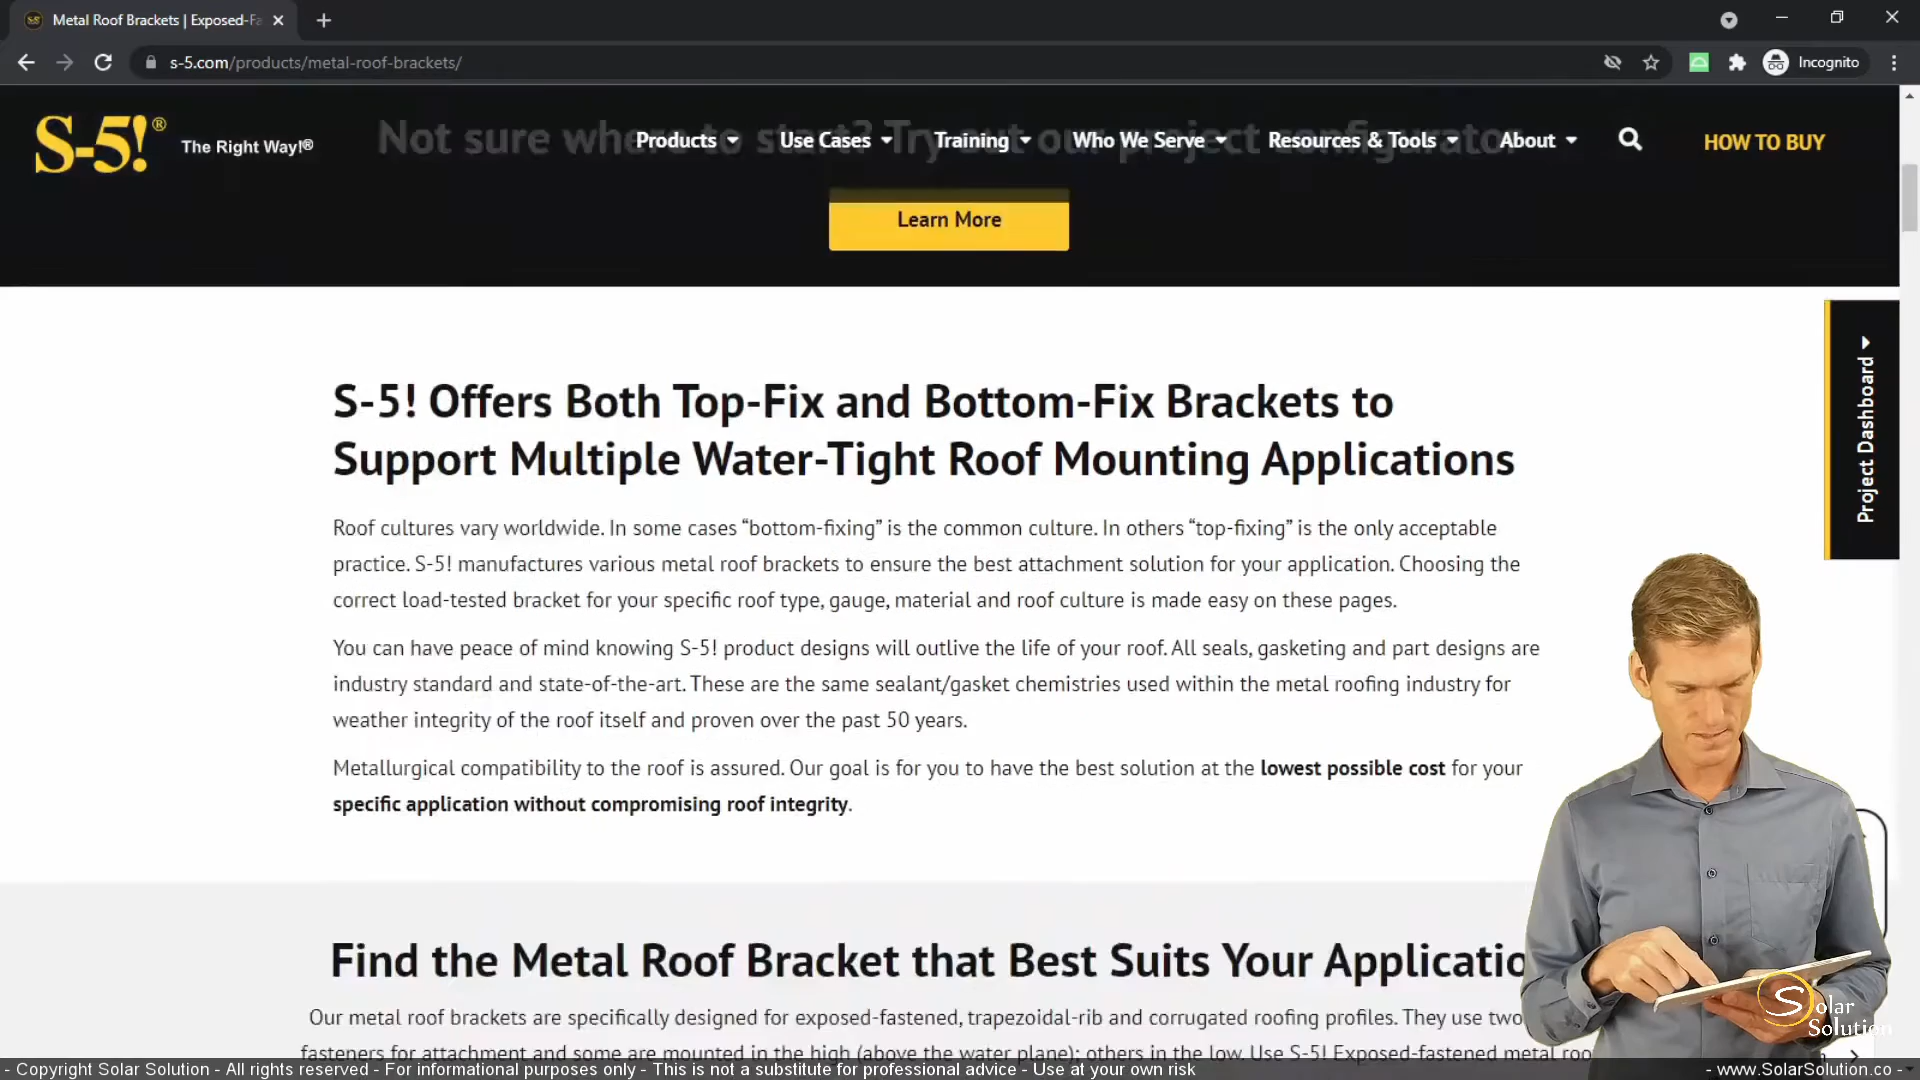 Metal Roof Brackets | Exposed-Fa
s-5.com/products/metal-roof-brackets/
Incognito
S-5!® The Right Way!®
Not sure where to start? Try out our project configurator
Products
Use Cases
Training
Who We Serve
Resources & Tools
About
HOW TO BUY
Learn More
Project Dashboard
S-5! Offers Both Top-Fix and Bottom-Fix Brackets to
Support Multiple Water-Tight Roof Mounting Applications
Roof cultures vary worldwide. In some cases “bottom-fixing” is the common culture. In others “top-fixing” is the only acceptable
practice. S-5! manufactures various metal roof brackets to ensure the best attachment solution for your application. Choosing the
correct load-tested bracket for your specific roof type, gauge, material and roof culture is made easy on these pages.
You can have peace of mind knowing S-5! product designs will outlive the life of your roof. All seals, gasketing and part designs are
industry standard and state-of-the-art. These are the same sealant/gasket chemistries used within the metal roofing industry for
weather integrity of the roof itself and proven over the past 50 years.
Metallurgical compatibility to the roof is assured. Our goal is for you to have the best solution at the lowest possible cost for your
specific application without compromising roof integrity.
Find the Metal Roof Bracket that Best Suits Your Applicatio
Our metal roof brackets are specifically designed for exposed-fastened, trapezoidal-rib and corrugated roofing profiles. They use two
fasteners for attachment and some are mounted in the high (above the water plane); others in the low. Use S-5! Exposed-fastened metal roo
Solar
Solution
- Copyright Solar Solution - All rights reserved - For informational purposes only - This is not a substitute for professional advice - Use at your own risk
- www.SolarSolution.co -